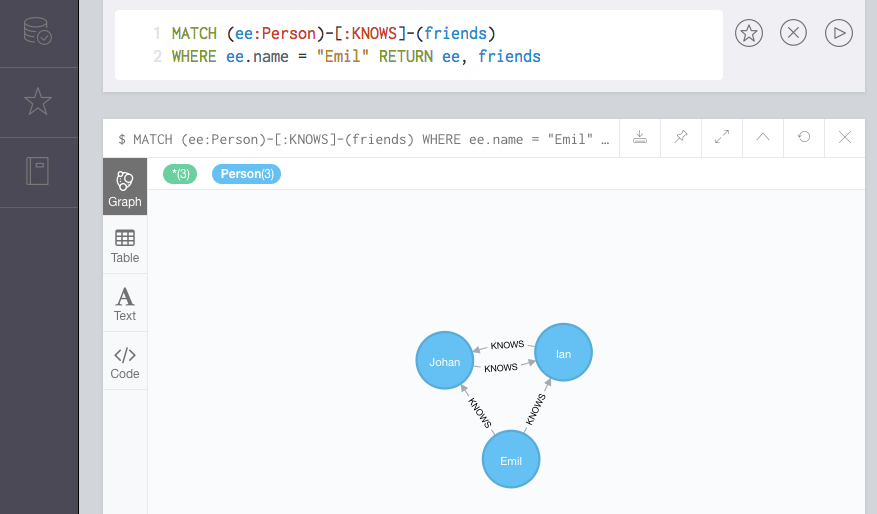 1 MATCH (ee:Person)-[:KNOWS]-(friends)
2 WHERE ee.name = "Emil" RETURN ee, friends
$ MATCH (ee:Person)-[:KNOWS]-(friends) WHERE ee.name = "Emil" …
*(3) Person(3)
Graph
Table
A
Text
</>
Code
Johan
KNOWS
KNOWS
Ian
KNOWS
KNOWS
Emil